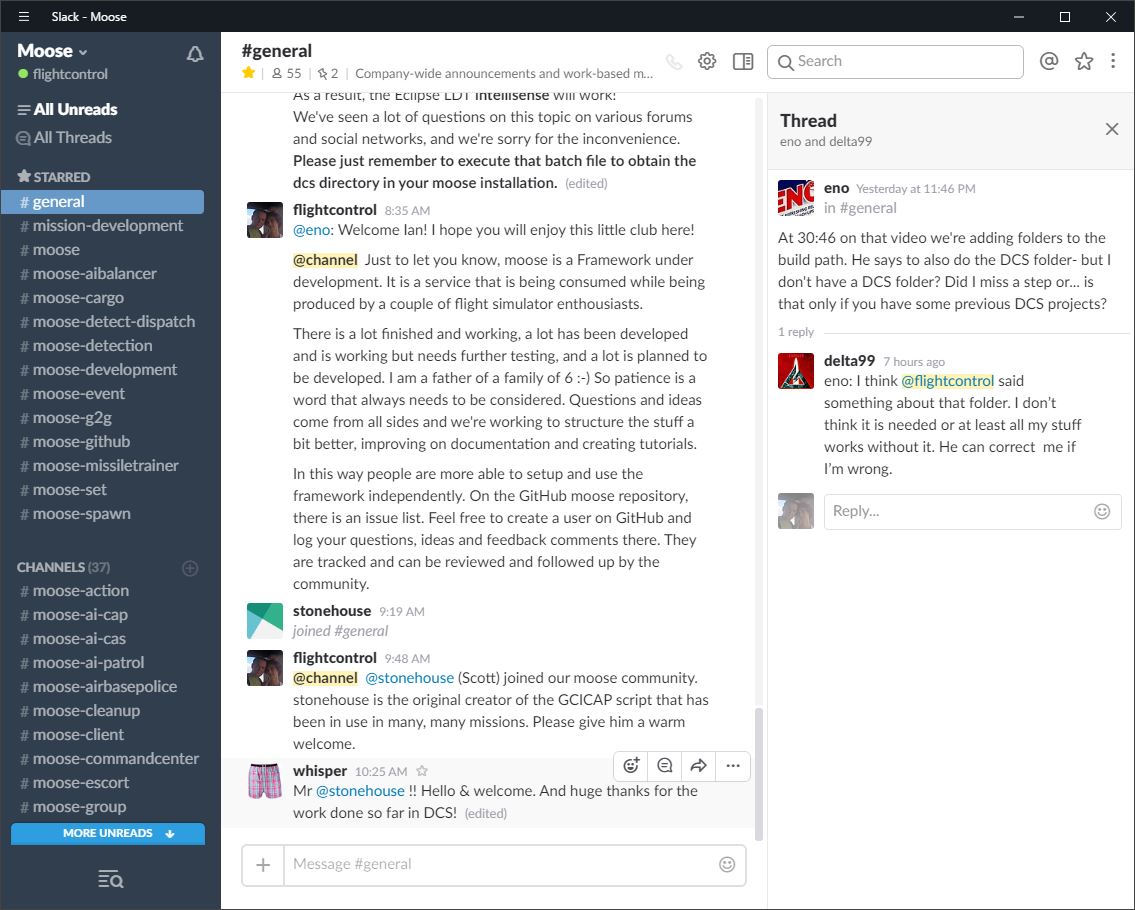 Slack - Moose
Moose
flightcontrol
All Unreads
All Threads
STARRED
# general
# mission-development
# moose
# moose-aibalancer
# moose-cargo
# moose-detect-dispatch
# moose-detection
# moose-development
# moose-event
# moose-g2g
# moose-github
# moose-missiletrainer
# moose-set
# moose-spawn
CHANNELS (37)
# moose-action
# moose-ai-cap
# moose-ai-cas
# moose-ai-patrol
# moose-airbasepolice
# moose-cleanup
# moose-client
# moose-commandcenter
# moose-escort
# moose-group
MORE UNREADS
#general
55 | 2 | Company-wide announcements and work-based m...
Search
As a result, the Eclipse LDT intellisense will work!
We've seen a lot of questions on this topic on various forums
and social networks, and we're sorry for the inconvenience.
Please just remember to execute that batch file to obtain the
dcs directory in your moose installation. (edited)
flightcontrol 8:35 AM
@eno: Welcome Ian! I hope you will enjoy this little club here!
@channel Just to let you know, moose is a Framework under
development. It is a service that is being consumed while being
produced by a couple of flight simulator enthousiasts.
There is a lot finished and working, a lot has been developed
and is working but needs further testing, and a lot is planned to
be developed. I am a father of a family of 6 :-) So patience is a
word that always needs to be considered. Questions and ideas
come from all sides and we're working to structure the stuff a
bit better, improving on documentation and creating tutorials.
In this way people are more able to setup and use the
framework independently. On the GitHub moose repository,
there is an issue list. Feel free to create a user on GitHub and
log your questions, ideas and feedback comments there. They
are tracked and can be reviewed and followed up by the
community.
stonehouse 9:19 AM
joined #general
flightcontrol 9:48 AM
@channel @stonehouse (Scott) joined our moose community.
stonehouse is the original creator of the GCICAP script that has
been in use in many, many missions. Please give him a warm
welcome.
whisper 10:25 AM
Mr @stonehouse !! Hello & welcome. And huge thanks for the
work done so far in DCS! (edited)
Message #general
Thread
eno and delta99
ENO
eno Yesterday at 11:46 PM
in #general
At 30:46 on that video we're adding folders to the
build path. He says to also do the DCS folder- but I
don't have a DCS folder? Did I miss a step or... is
that only if you have some previous DCS projects?
1 reply
delta99 7 hours ago
eno: I think @flightcontrol said
something about that folder. I don’t
think it is needed or at least all my stuff
works without it. He can correct me if
I’m wrong.
Reply...